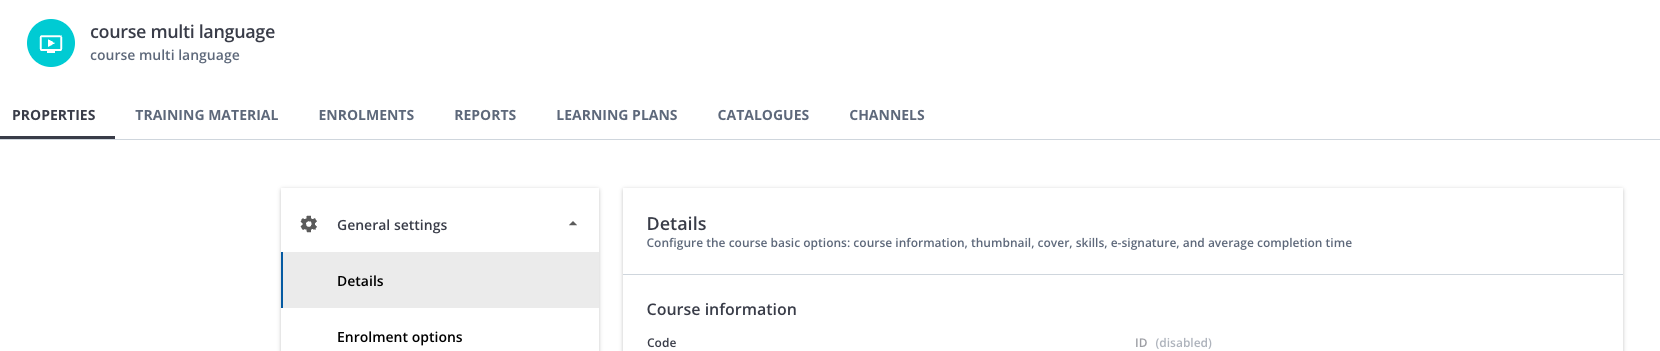 course multi language
course multi language
PROPERTIES TRAINING MATERIAL ENROLMENTS REPORTS LEARNING PLANS CATALOGUES CHANNELS
General settings
Details
Enrolment options
Details
Configure the course basic options: course information, thumbnail, cover, skills, e-signature, and average completion time
Course information
Code ID (disabled)